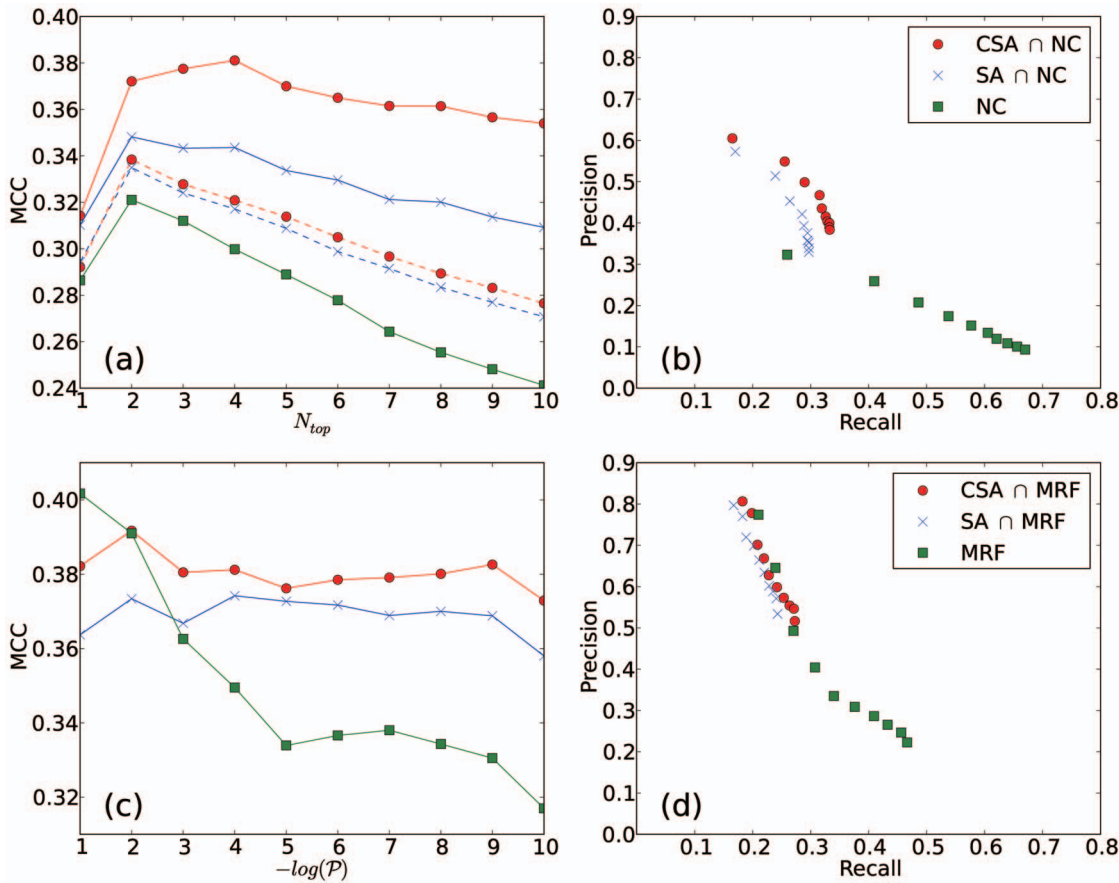 0.40
0.38
0.36
0.34
0.32
0.30
0.28
0.26
0.24
MCC
(a)
1 2 3 4 5 6 7 8 9 10
N_top
0.9
0.8
0.7
0.6
0.5
0.4
0.3
0.2
0.1
0.0
Precision
CSA ∩ NC
SA ∩ NC
NC
(b)
0.1 0.2 0.3 0.4 0.5 0.6 0.7 0.8
Recall
0.40
0.38
0.36
0.34
0.32
MCC
(c)
1 2 3 4 5 6 7 8 9 10
−log(𝒫)
0.9
0.8
0.7
0.6
0.5
0.4
0.3
0.2
0.1
0.0
Precision
CSA ∩ MRF
SA ∩ MRF
MRF
(d)
0.1 0.2 0.3 0.4 0.5 0.6 0.7 0.8
Recall